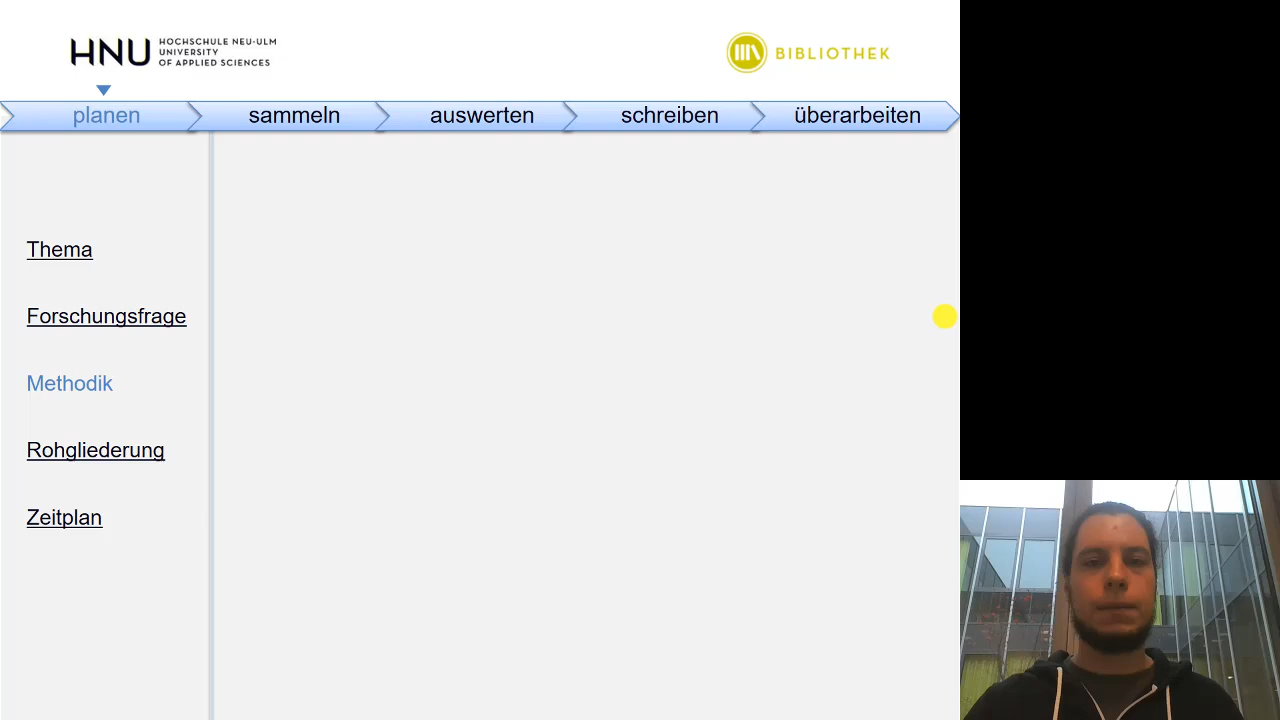 HNU HOCHSCHULE NEU-ULM
UNIVERSITY
OF APPLIED SCIENCES
BIBLIOTHEK
planen
sammeln
auswerten
schreiben
überarbeiten
Thema
Forschungsfrage
Methodik
Rohgliederung
Zeitplan